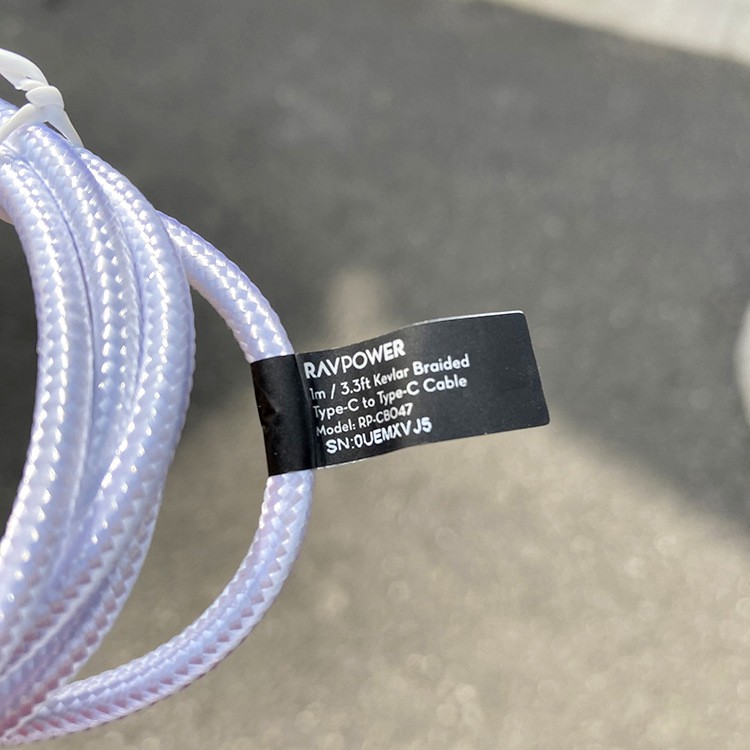 RAVPOWER
1m / 3.3ft Kevlar Braided
Type-C to Type-C Cable
Model: RP-CB047
SN:0UEMXVJ5